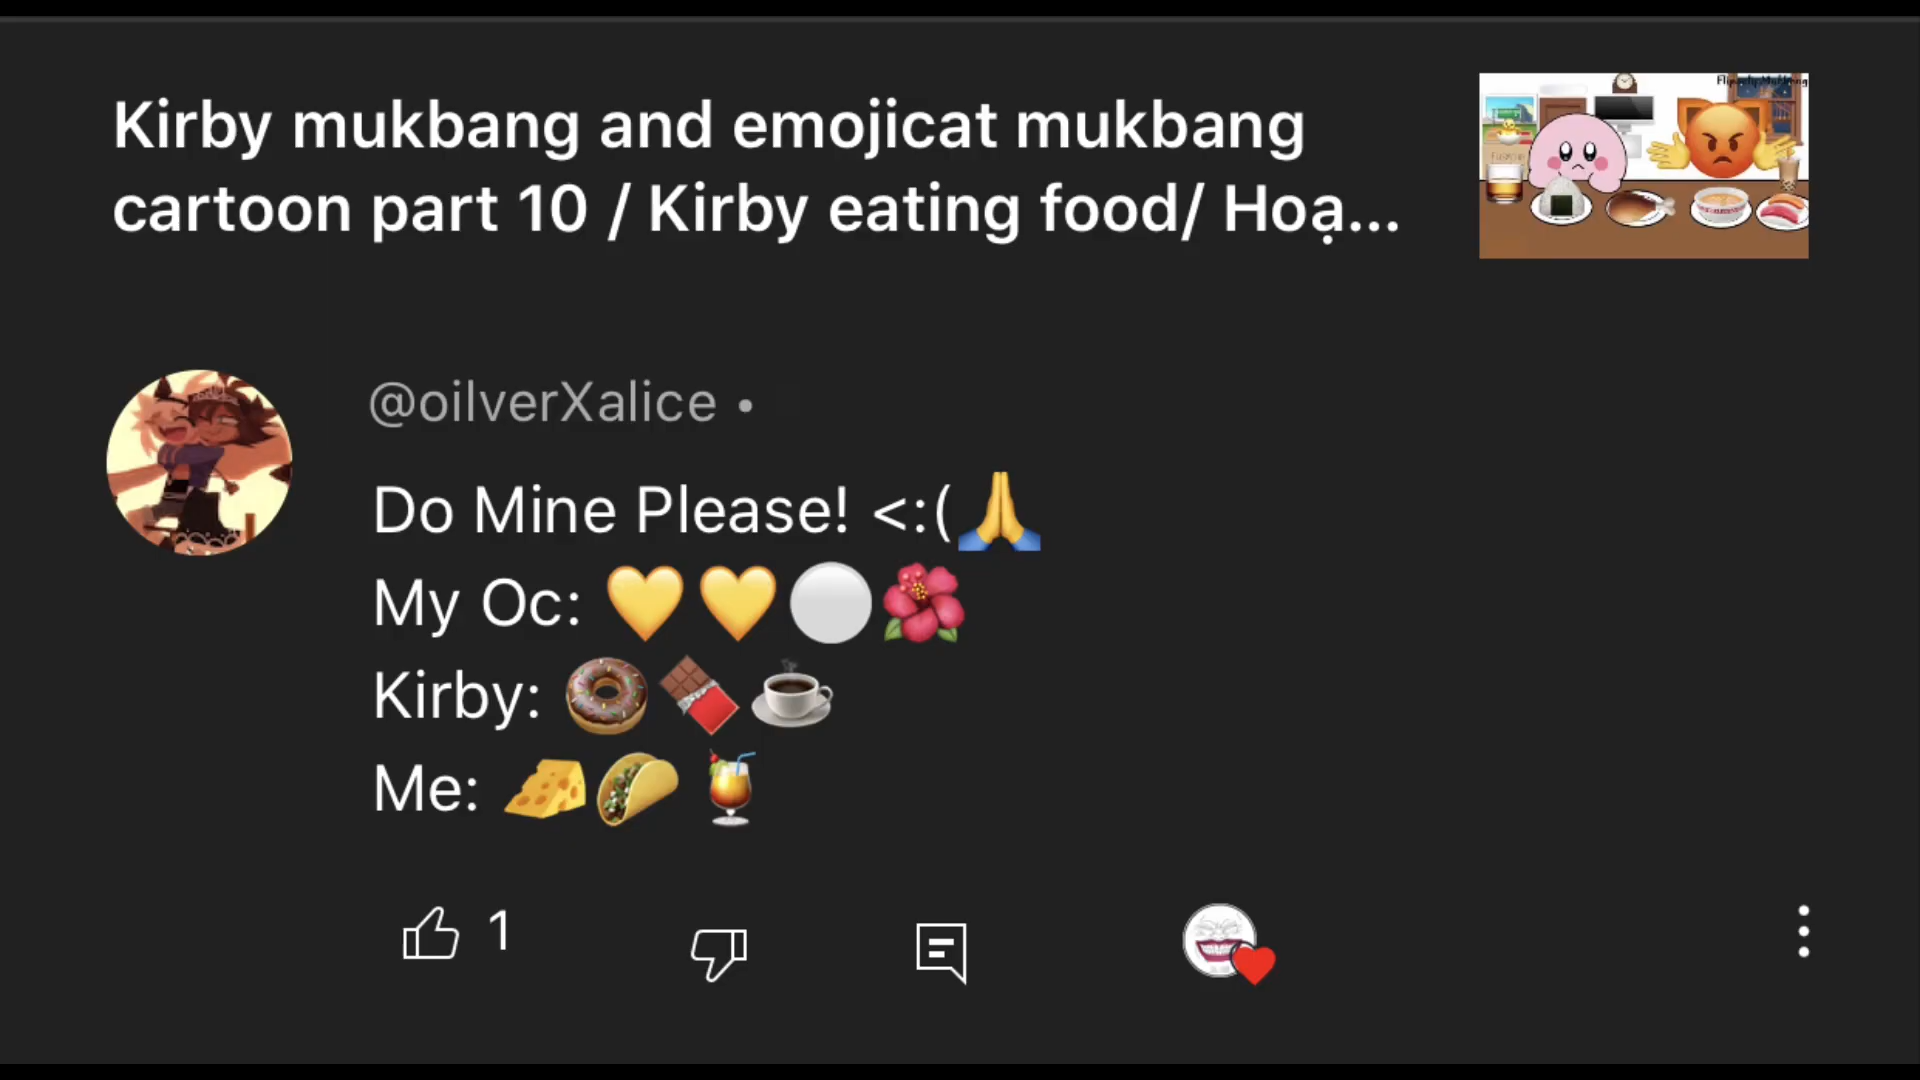 Kirby mukbang and emojicat mukbang
cartoon part 10 / Kirby eating food/ Hoạ...
@oilverXalice •
Do Mine Please! <:(🙏
My Oc: 💛💛⚪🌺
Kirby: 🍩🍫☕
Me: 🧀🌮🍹
1